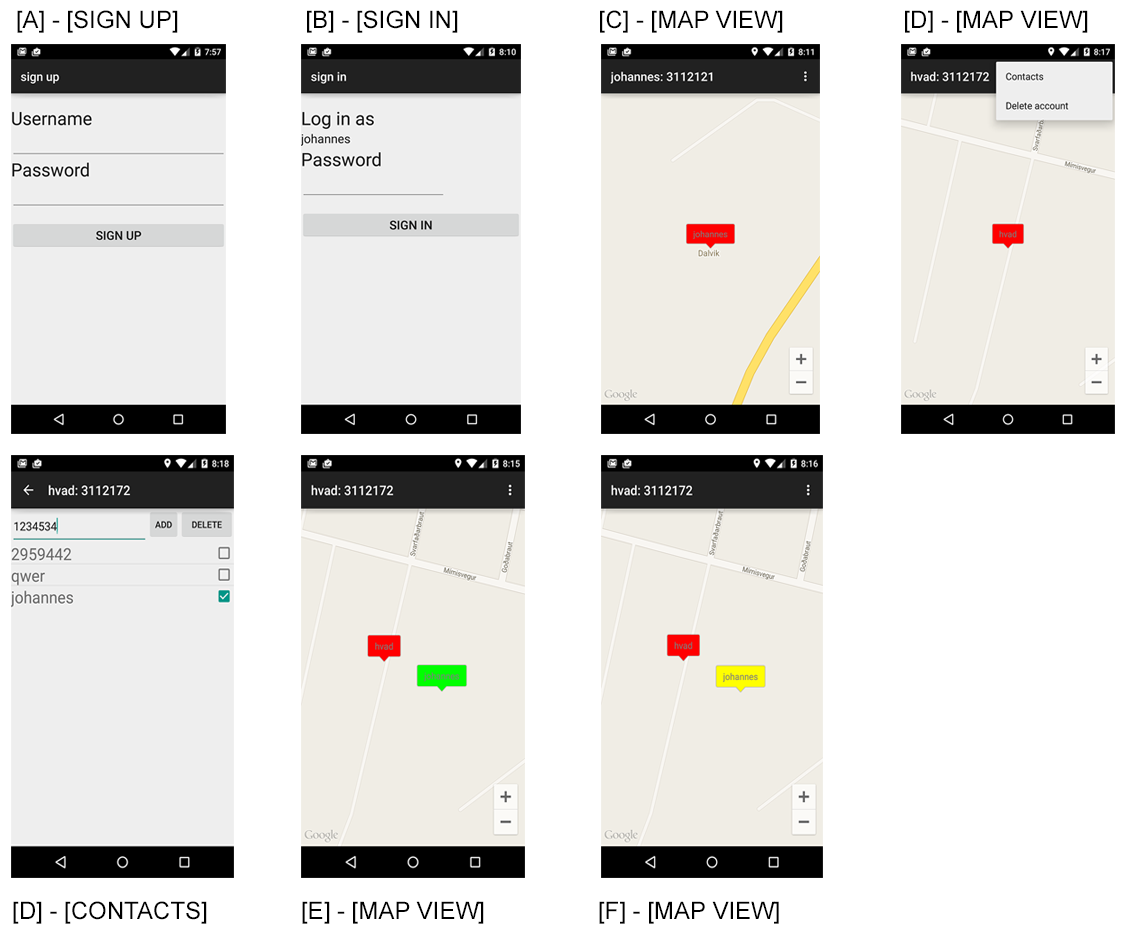 [A] - [SIGN UP]
[B] - [SIGN IN]
[C] - [MAP VIEW]
[D] - [MAP VIEW]
7:57
sign up
Username
Password
SIGN UP
8:10
sign in
Log in as
johannes
Password
SIGN IN
8:11
johannes: 3112121
johannes
Dalvik
+
−
Google
8:17
hvad: 3112172
Contacts
Delete account
Svarfaðarbraut
Mimisvegur
hvad
+
−
Google
8:18
hvad: 3112172
1234534
ADD
DELETE
2959442
qwer
johannes
8:15
hvad: 3112172
Svarfaðarbraut
Goðabraut
Mimisvegur
hvad
johannes
+
−
Google
8:16
hvad: 3112172
Svarfaðarbraut
Goðabraut
Mimisvegur
hvad
johannes
+
−
Google
[D] - [CONTACTS]
[E] - [MAP VIEW]
[F] - [MAP VIEW]